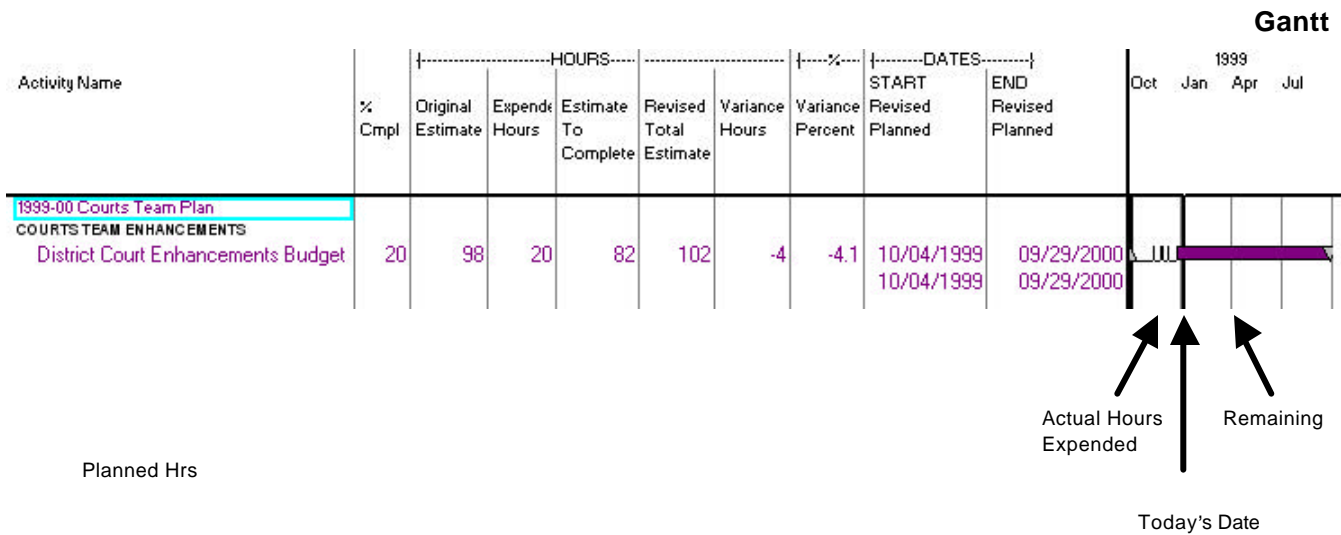 Gantt
├----------------------HOURS----- ----------------------- ├----%---- ├--------DATES--------┤ 1999
Activity Name START END Oct Jan Apr Jul
% Original Expende Estimate Revised Variance Variance Revised Revised
Cmpl Estimate Hours To Total Hours Percent Planned Planned
Complete Estimate
1999-00 Courts Team Plan
COURTS TEAM ENHANCEMENTS
District Court Enhancements Budget 20 98 20 82 102 -4 -4.1 10/04/1999 09/29/2000
10/04/1999 09/29/2000
Actual Hours Remaining
Expended
Planned Hrs
Today's Date